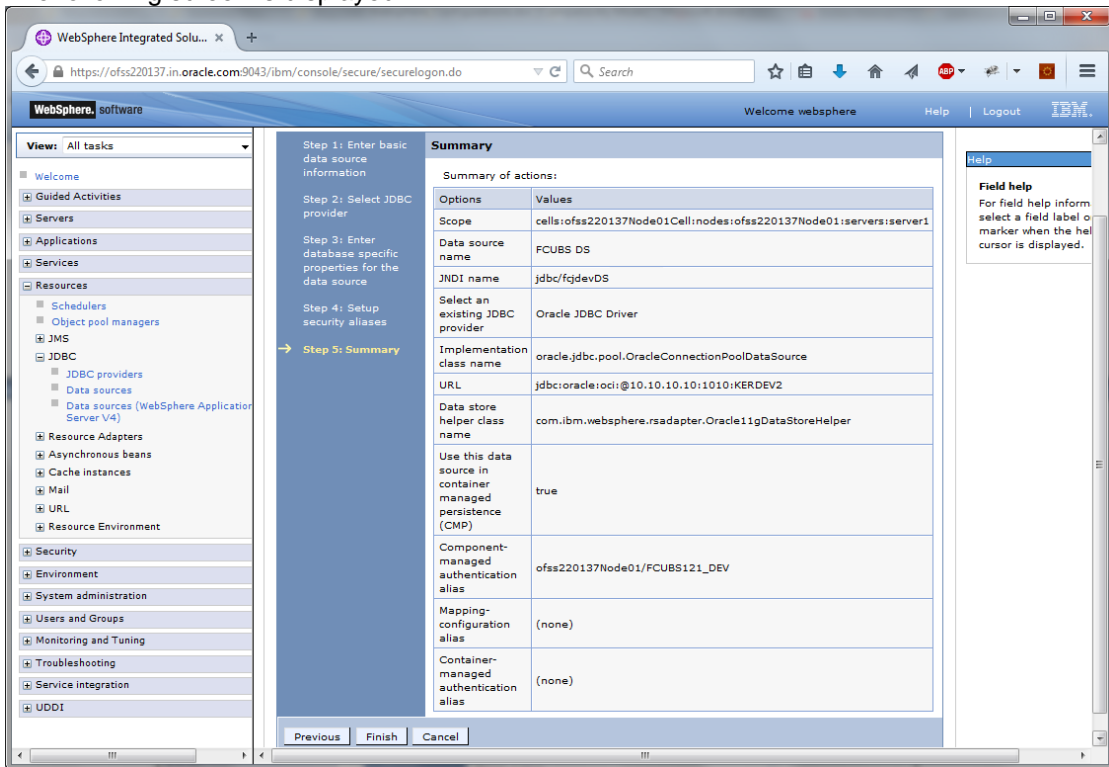 WebSphere Integrated Solu...
https://ofss220137.in.oracle.com:9043/ibm/console/secure/securelogon.do
Search
ABP
WebSphere. software
Welcome websphere
Help | Logout
IBM.
View: All tasks
Welcome
Guided Activities
Servers
Applications
Services
Resources
Schedulers
Object pool managers
JMS
JDBC
JDBC providers
Data sources
Data sources (WebSphere Application
Server V4)
Resource Adapters
Asynchronous beans
Cache instances
Mail
URL
Resource Environment
Security
Environment
System administration
Users and Groups
Monitoring and Tuning
Troubleshooting
Service integration
UDDI
Step 1: Enter basic
data source
information
Step 2: Select JDBC
provider
Step 3: Enter
database specific
properties for the
data source
Step 4: Setup
security aliases
Step 5: Summary
Summary
Summary of actions:
Options Values
Scope cells:ofss220137Node01Cell:nodes:ofss220137Node01:servers:server1
Data source
name
FCUBS DS
JNDI name jdbc/fcjdevDS
Select an
existing JDBC
provider
Oracle JDBC Driver
Implementation
class name
oracle.jdbc.pool.OracleConnectionPoolDataSource
URL jdbc:oracle:oci:@10.10.10.10:1010:KERDEV2
Data store
helper class
name
com.ibm.websphere.rsadapter.Oracle11gDataStoreHelper
Use this data
source in
container
managed
persistence
(CMP)
true
Component-
managed
authentication
alias
ofss220137Node01/FCUBS121_DEV
Mapping-
configuration
alias
(none)
Container-
managed
authentication
alias
(none)
Previous Finish Cancel
Help
Field help
For field help inform
select a field label o
marker when the hel
cursor is displayed.